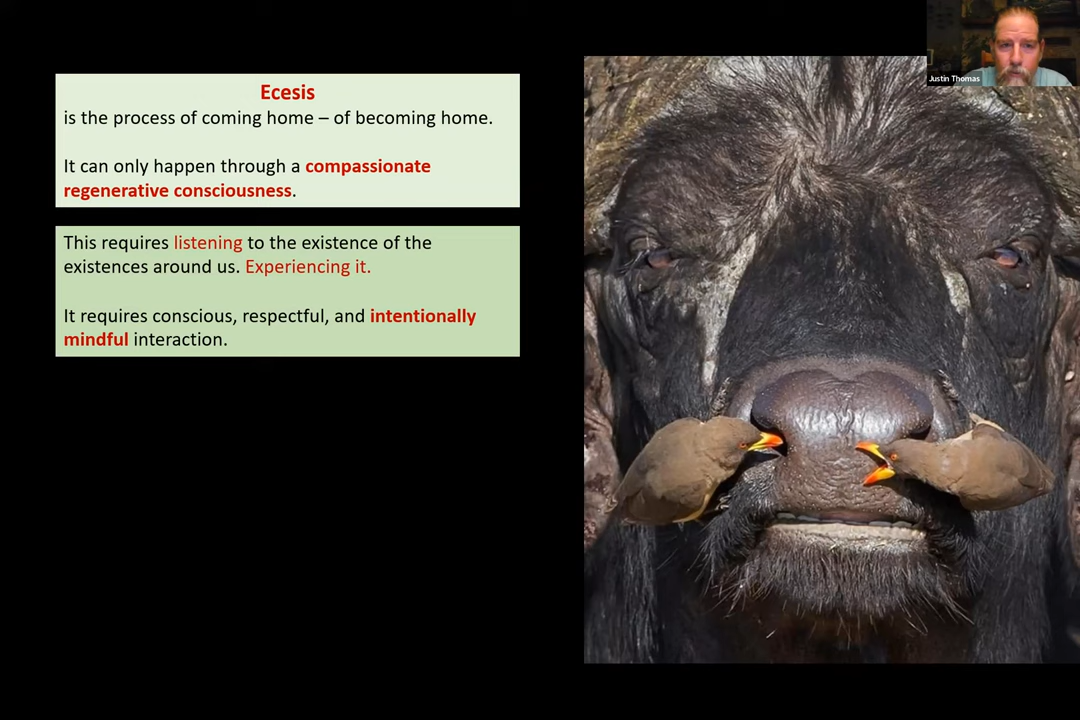 Ecesis
is the process of coming home – of becoming home.
It can only happen through a compassionate
regenerative consciousness.
This requires listening to the existence of the
existences around us. Experiencing it.
It requires conscious, respectful, and intentionally
mindful interaction.
Justin Thomas